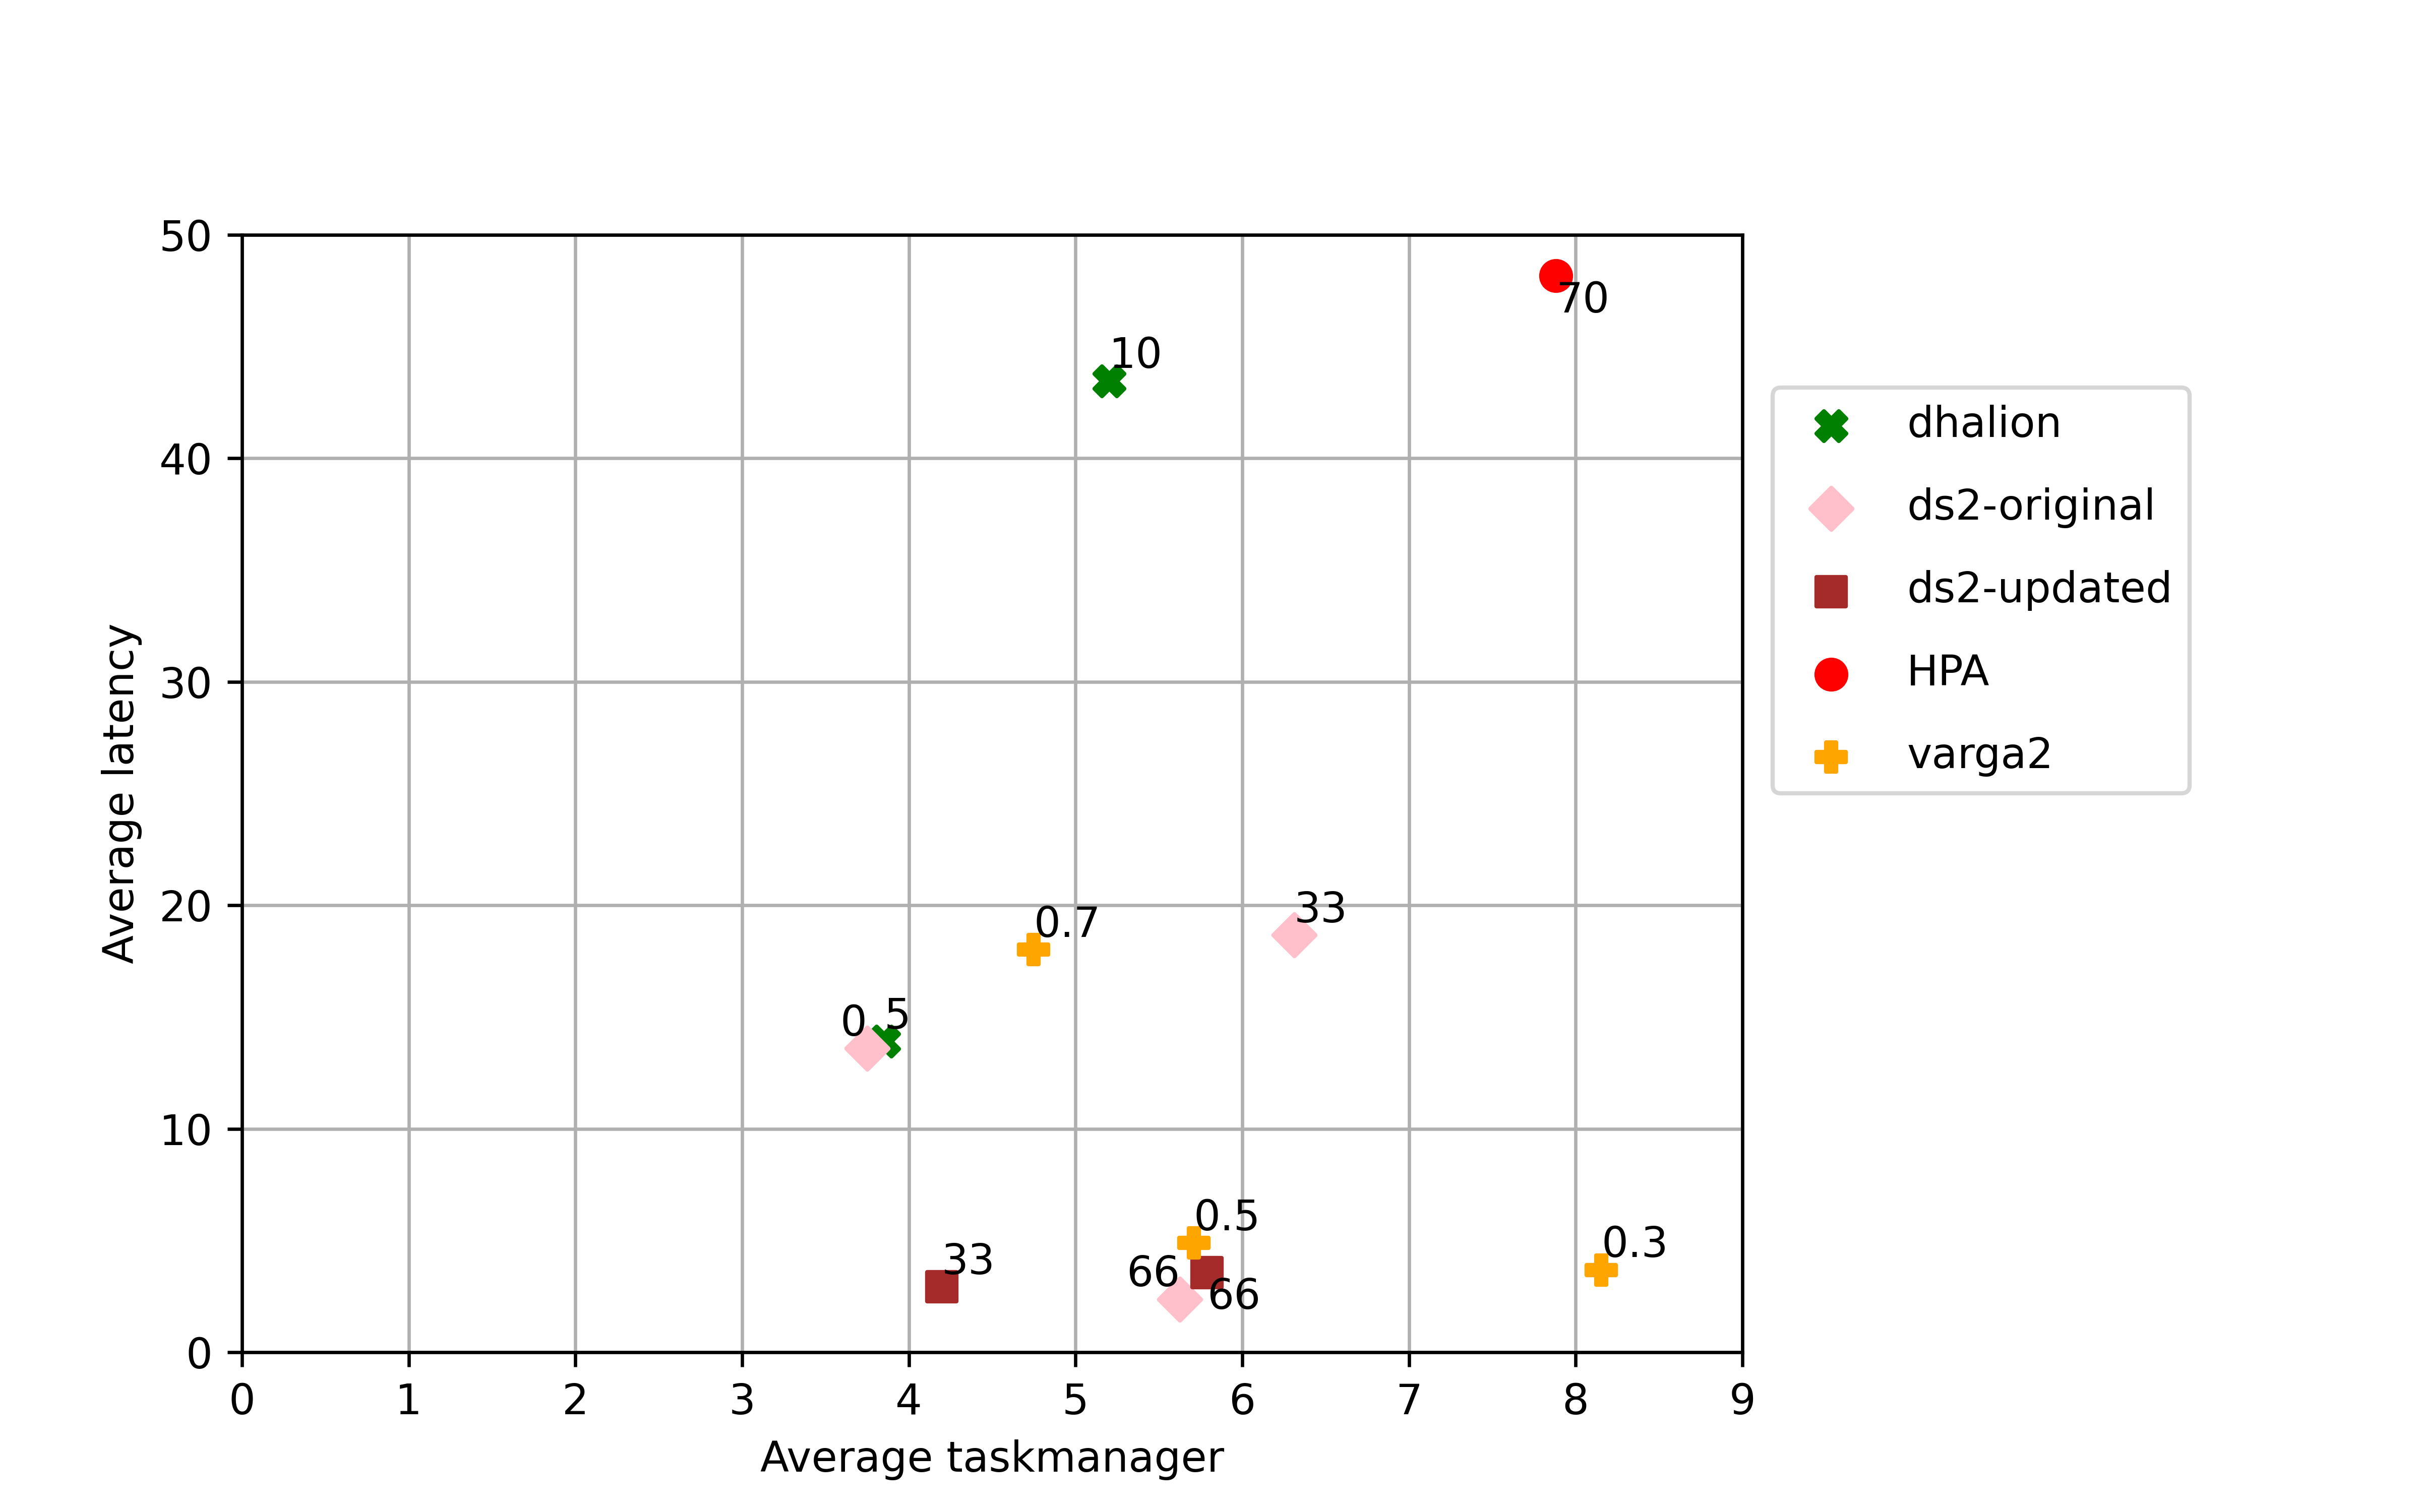 50
40
30
20
10
0
Average latency
70
10
33
0.7
0
5
0.5
0.3
33
66
66
0 1 2 3 4 5 6 7 8 9
Average taskmanager
dhalion
ds2-original
ds2-updated
HPA
varga2